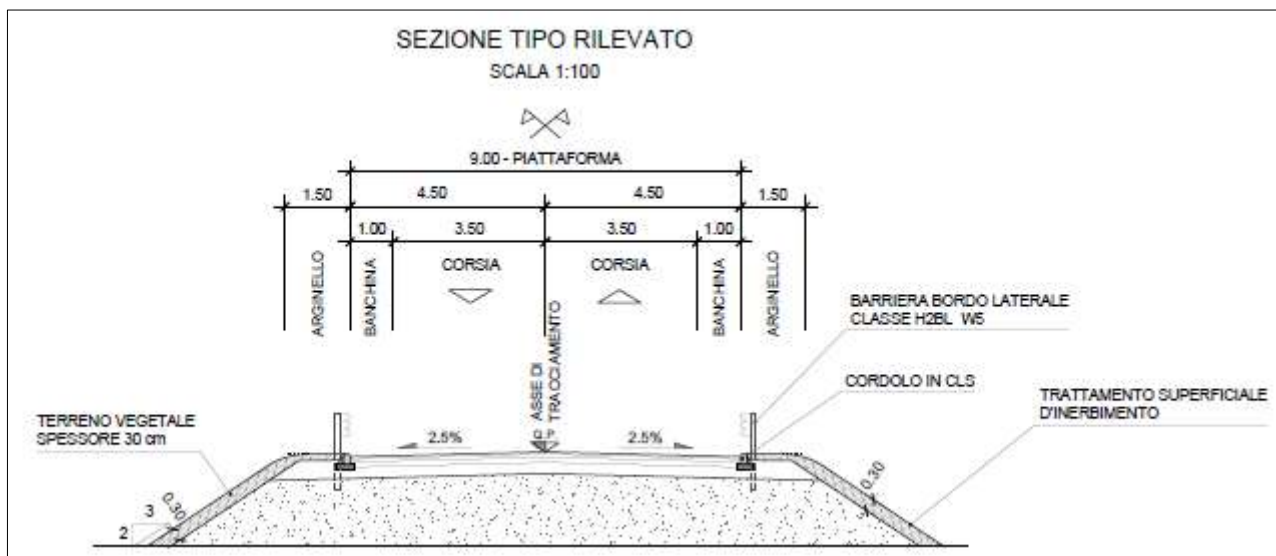 SEZIONE TIPO RILEVATO
SCALA 1:100
9.00 - PIATTAFORMA
1.50
4.50
4.50
1.50
1.00
3.50
3.50
1.00
ARGINELLO
BANCHINA
CORSIA
CORSIA
BANCHINA
ARGINELLO
ASSE DI
TRACCIAMENTO
BARRIERA BORDO LATERALE
CLASSE H2BL W5
CORDOLO IN CLS
TRATTAMENTO SUPERFICIALE
D'INERBIMENTO
TERRENO VEGETALE
SPESSORE 30 cm
Q.P.
2.5%
2.5%
0.30
0.30
3
2